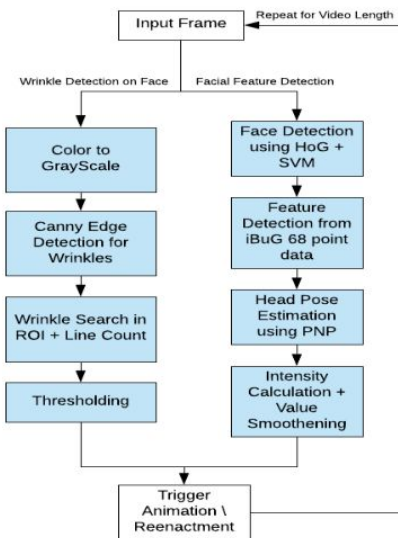 Input Frame
Repeat for Video Length
Wrinkle Detection on Face
Facial Feature Detection
Color to
GrayScale
Canny Edge
Detection for
Wrinkles
Wrinkle Search in
ROI + Line Count
Thresholding
Face Detection
using HoG +
SVM
Feature
Detection from
iBuG 68 point
data
Head Pose
Estimation
using PNP
Intensity
Calculation +
Value
Smoothening
Trigger
Animation \
Reenactment